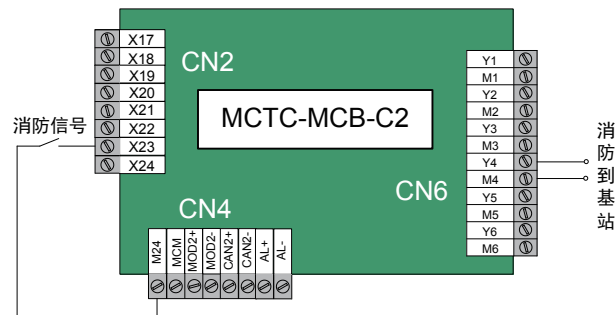 X17
X18
X19
X20
X21
X22
X23
X24
CN2
消防信号
MCTC-MCB-C2
Y1
M1
Y2
M2
Y3
M3
Y4
M4
Y5
M5
Y6
M6
CN6
消防到基站
CN4
M24
MCM
MOD2+
MOD2-
CAN2+
CAN2-
AL+
AL-